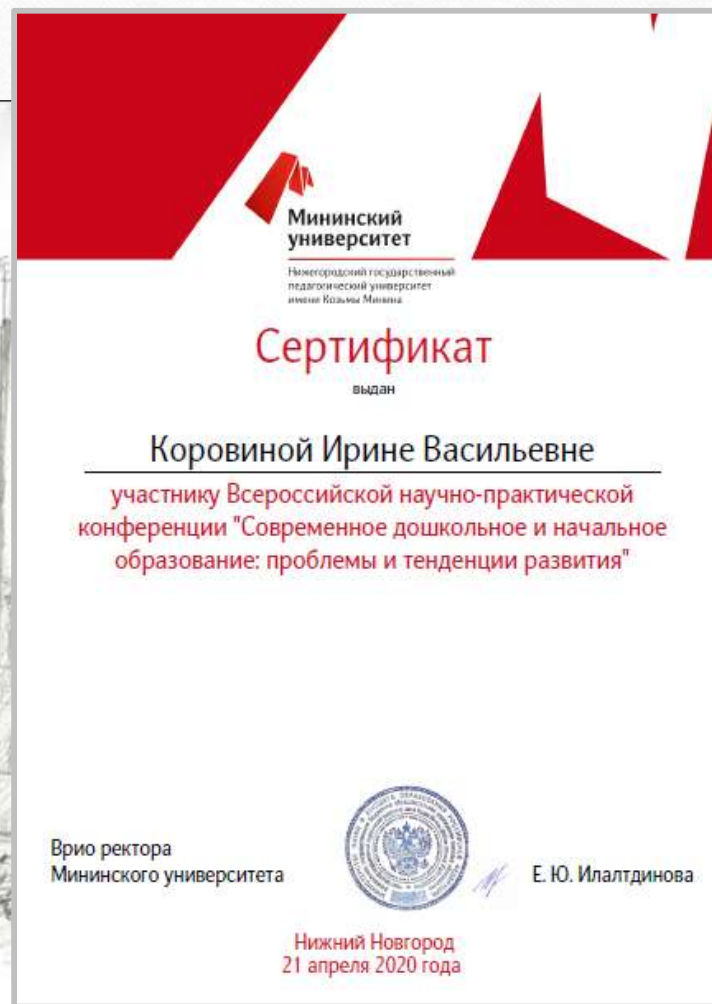 Мининский
университет
Нижегородский государственный
педагогический университет
имени Козьмы Минина
Сертификат
выдан
Коровиной Ирине Васильевне
участнику Всероссийской научно-практической
конференции "Современное дошкольное и начальное
образование: проблемы и тенденции развития"
Врио ректора
Мининского университета
Е. Ю. Илалтдинова
Нижний Новгород
21 апреля 2020 года